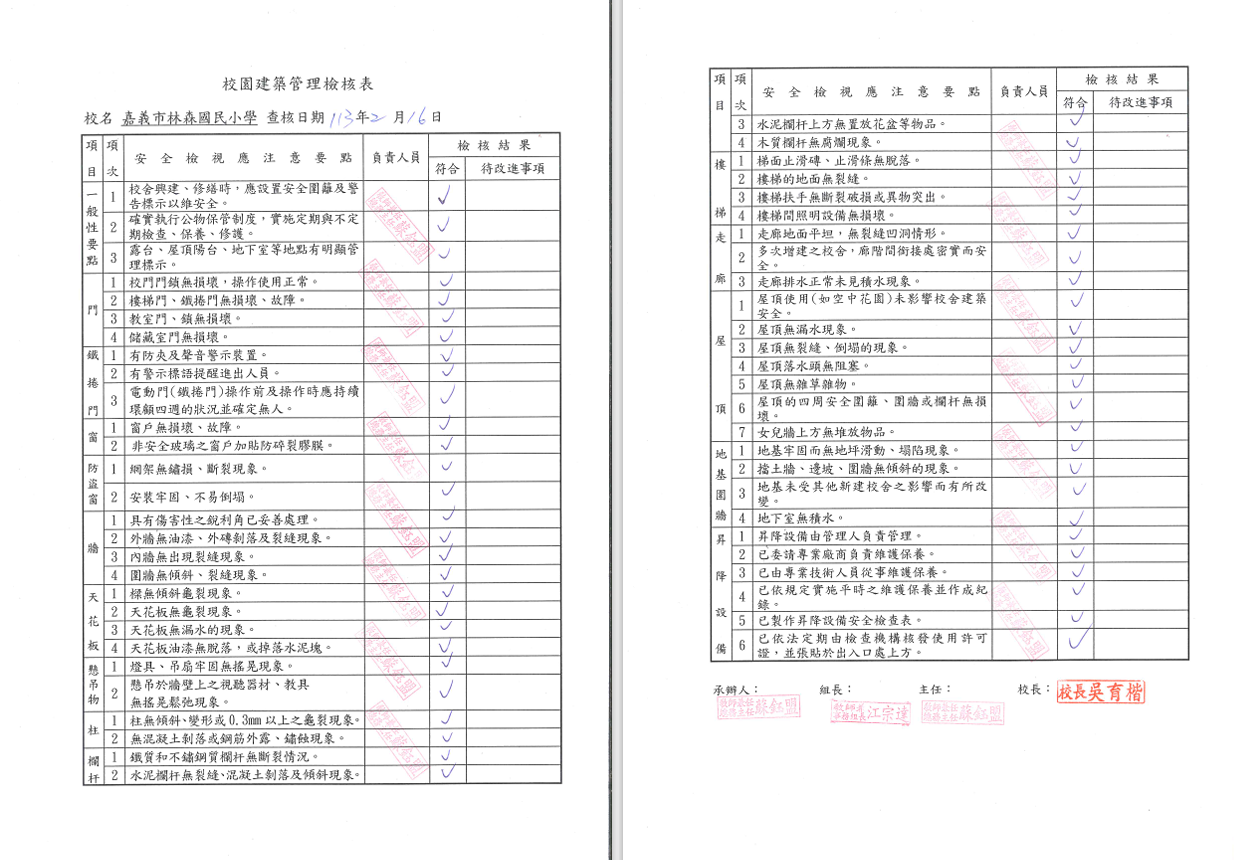 校園建築管理檢核表
校名 嘉義市林森國民小學 查核日期 113年2月16日
項目 項次 安全檢視應注意要點 負責人員 檢核結果
符合 待改進事項
一般性要點
1 校舍興建、修繕時，應設置安全圍籬及警
告標示以維安全。 ✓
2 確實執行公物保管制度，實施定期與不定
期檢查、保養、修護。 ✓
3 露台、屋頂陽台、地下室等地點有明顯管
理標示。 ✓
門
1 校門門鎖無損壞，操作使用正常。 ✓
2 樓梯門、鐵捲門無損壞、故障。 ✓
3 教室門、鎖無損壞。 ✓
4 儲藏室門無損壞。 ✓
鐵捲門
1 有防夾及聲音警示裝置。 ✓
2 有警示標語提醒進出人員。 ✓
3 電動門(鐵捲門)操作前及操作時應持續
環顧四週的狀況並確定無人。 ✓
窗
1 窗戶無損壞、故障。 ✓
2 非安全玻璃之窗戶加貼防碎裂膠膜。 ✓
防盜窗
1 網架無鏽損、斷裂現象。 ✓
2 安裝牢固、不易倒塌。 ✓
牆
1 具有傷害性之銳利角已妥善處理。 ✓
2 外牆無油漆、外磚剝落及裂縫現象。 ✓
3 內牆無出現裂縫現象。 ✓
4 圍牆無傾斜、裂縫現象。 ✓
天花板
1 樑無傾斜龜裂現象。 ✓
2 天花板無龜裂現象。 ✓
3 天花板無漏水的現象。 ✓
4 天花板油漆無脫落，或掉落水泥塊。 ✓
懸吊物
1 燈具、吊扇牢固無搖晃現象。 ✓
2 懸吊於牆壁上之視聽器材、教具
無搖晃鬆弛現象。 ✓
柱
1 柱無傾斜、變形或0.3mm以上之龜裂現象。 ✓
2 無混凝土剝落或鋼筋外露、鏽蝕現象。 ✓
欄杆
1 鐵質和不鏽鋼質欄杆無斷裂情況。 ✓
2 水泥欄杆無裂縫、混凝土剝落及傾斜現象。 ✓
項目 項次 安全檢視應注意要點 負責人員 檢核結果
符合 待改進事項
3 水泥欄杆上方無置放花盆等物品。 ✓
4 木質欄杆無腐爛現象。 ✓
樓梯
1 梯面止滑磚、止滑條無脫落。 ✓
2 樓梯的地面無裂縫。 ✓
3 樓梯扶手無斷裂破損或異物突出。 ✓
4 樓梯間照明設備無損壞。 ✓
走廊
1 走廊地面平坦，無裂縫凹洞情形。 ✓
2 多次增建之校舍，廊階間銜接處密實而安
全。 ✓
3 走廊排水正常未見積水現象。 ✓
屋頂
1 屋頂使用(如空中花園)未影響校舍建築
安全。 ✓
2 屋頂無漏水現象。 ✓
3 屋頂無裂縫、倒塌的現象。 ✓
4 屋頂落水頭無阻塞。 ✓
5 屋頂無雜草雜物。 ✓
6 屋頂的四周安全圍籬、圍牆或欄杆無損
壞。 ✓
7 女兒牆上方無堆放物品。 ✓
地基圍牆
1 地基牢固而無地坪滑動、塌陷現象。 ✓
2 擋土牆、邊坡、圍牆無傾斜的現象。 ✓
3 地基未受其他新建校舍之影響而有所改
變。 ✓
4 地下室無積水。 ✓
昇降設備
1 昇降設備由管理人員負責管理。 ✓
2 已委請專業廠商負責維護保養。 ✓
3 已由專業技術人員從事維護保養。 ✓
4 已依規定實施平時之維護保養並作成紀
錄。 ✓
5 已製作昇降設備安全檢查表。 ✓
6 已依法定期由檢查機構核發使用許可
證，並張貼於出入口處上方。 ✓
承辦人： 組長： 主任： 校長：校長吳育楷
蘇鈺盟 江宗達 蘇鈺盟